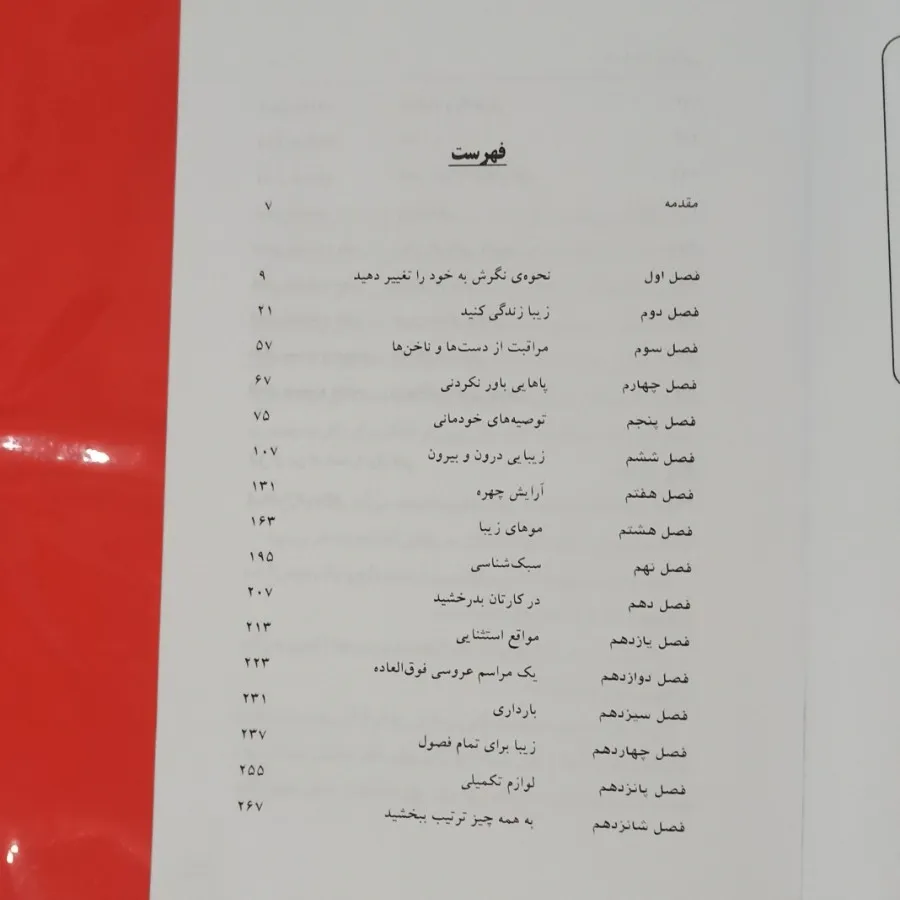 فهرست
مقدمه ۷
فصل اول نحوه‌ی نگرش به خود را تغییر دهید ۹
فصل دوم زیبا زندگی کنید ۲۱
فصل سوم مراقبت از دست‌ها و ناخن‌ها ۵۷
فصل چهارم پاهایی باور نکردنی ۶۷
فصل پنجم توصیه‌های خودمانی ۷۵
فصل ششم زیبایی درون و بیرون ۱۰۷
فصل هفتم آرایش چهره ۱۳۱
فصل هشتم موهای زیبا ۱۶۳
فصل نهم سبک‌شناسی ۱۹۵
فصل دهم در کارتان بدرخشید ۲۰۷
فصل یازدهم مواقع استثنایی ۲۱۳
فصل دوازدهم یک مراسم عروسی فوق‌العاده ۲۲۳
فصل سیزدهم بارداری ۲۳۱
فصل چهاردهم زیبا برای تمام فصول ۲۳۷
فصل پانزدهم لوازم تکمیلی ۲۵۵
فصل شانزدهم به همه چیز ترتیب ببخشید ۲۶۷